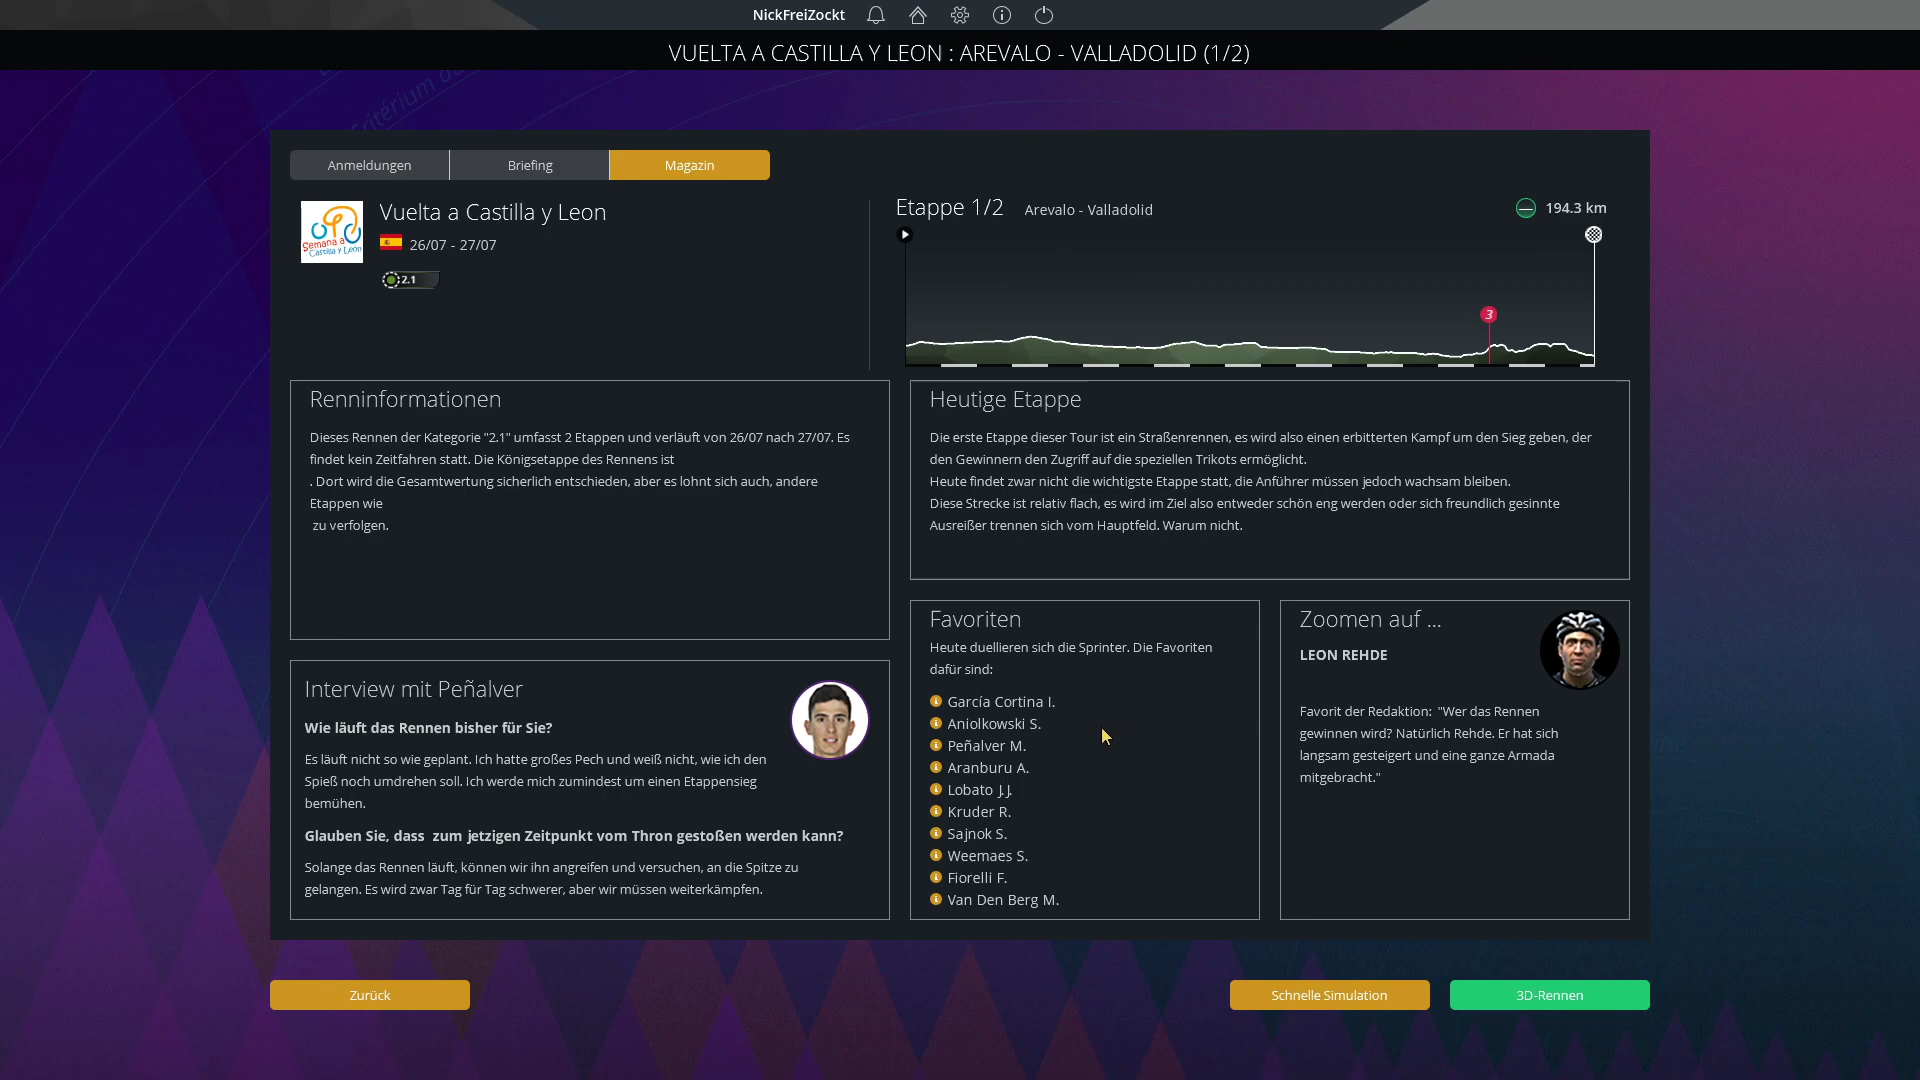 NickFreiZockt
VUELTA A CASTILLA Y LEON : AREVALO - VALLADOLID (1/2)
Anmeldungen
Briefing
Magazin
Semana a
Castilla y León
Vuelta a Castilla y Leon
26/07 - 27/07
2.1
Etappe 1/2
Arevalo - Valladolid
194.3 km
3
Renninformationen
Dieses Rennen der Kategorie "2.1" umfasst 2 Etappen und verläuft von 26/07 nach 27/07. Es
findet kein Zeitfahren statt. Die Königsetappe des Rennens ist
. Dort wird die Gesamtwertung sicherlich entschieden, aber es lohnt sich auch, andere
Etappen wie
zu verfolgen.
Heutige Etappe
Die erste Etappe dieser Tour ist ein Straßenrennen, es wird also einen erbitterten Kampf um den Sieg geben, der
den Gewinnern den Zugriff auf die speziellen Trikots ermöglicht.
Heute findet zwar nicht die wichtigste Etappe statt, die Anführer müssen jedoch wachsam bleiben.
Diese Strecke ist relativ flach, es wird im Ziel also entweder schön eng werden oder sich freundlich gesinnte
Ausreißer trennen sich vom Hauptfeld. Warum nicht.
Interview mit Peñalver
Wie läuft das Rennen bisher für Sie?
Es läuft nicht so wie geplant. Ich hatte großes Pech und weiß nicht, wie ich den
Spieß noch umdrehen soll. Ich werde mich zumindest um einen Etappensieg
bemühen.
Glauben Sie, dass  zum jetzigen Zeitpunkt vom Thron gestoßen werden kann?
Solange das Rennen läuft, können wir ihn angreifen und versuchen, an die Spitze zu
gelangen. Es wird zwar Tag für Tag schwerer, aber wir müssen weiterkämpfen.
Favoriten
Heute duellieren sich die Sprinter. Die Favoriten
dafür sind:
García Cortina I.
Aniolkowski S.
Peñalver M.
Aranburu A.
Lobato J.J.
Kruder R.
Sajnok S.
Weemaes S.
Fiorelli F.
Van Den Berg M.
Zoomen auf ...
LEON REHDE
Favorit der Redaktion:  "Wer das Rennen
gewinnen wird? Natürlich Rehde. Er hat sich
langsam gesteigert und eine ganze Armada
mitgebracht."
Zurück
Schnelle Simulation
3D-Rennen